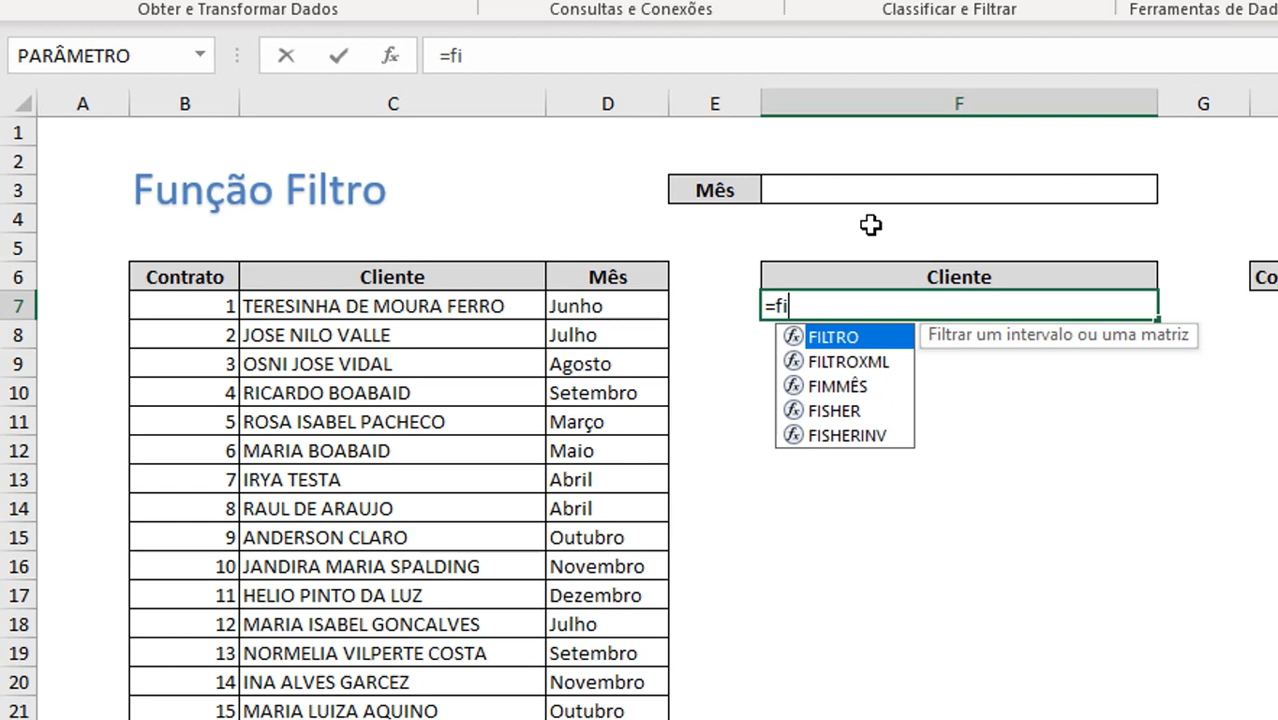 Obter e Transformar Dados Consultas e Conexões Classificar e Filtrar Ferramentas de Dad
PARÂMETRO fx =fi
A B C D E F G
1
2
3 Função Filtro Mês
4
5
6 Contrato Cliente Mês Cliente Co
7 1 TERESINHA DE MOURA FERRO Junho =fi
8 2 JOSE NILO VALLE Julho FILTRO Filtrar um intervalo ou uma matriz
9 3 OSNI JOSE VIDAL Agosto FILTROXML
10 4 RICARDO BOABAID Setembro FIMMÊS
11 5 ROSA ISABEL PACHECO Março FISHER
12 6 MARIA BOABAID Maio FISHERINV
13 7 IRYA TESTA Abril
14 8 RAUL DE ARAUJO Abril
15 9 ANDERSON CLARO Outubro
16 10 JANDIRA MARIA SPALDING Novembro
17 11 HELIO PINTO DA LUZ Dezembro
18 12 MARIA ISABEL GONCALVES Julho
19 13 NORMELIA VILPERTE COSTA Setembro
20 14 INA ALVES GARCEZ Novembro
21 15 MARIA LUIZA AQUINO Outubro